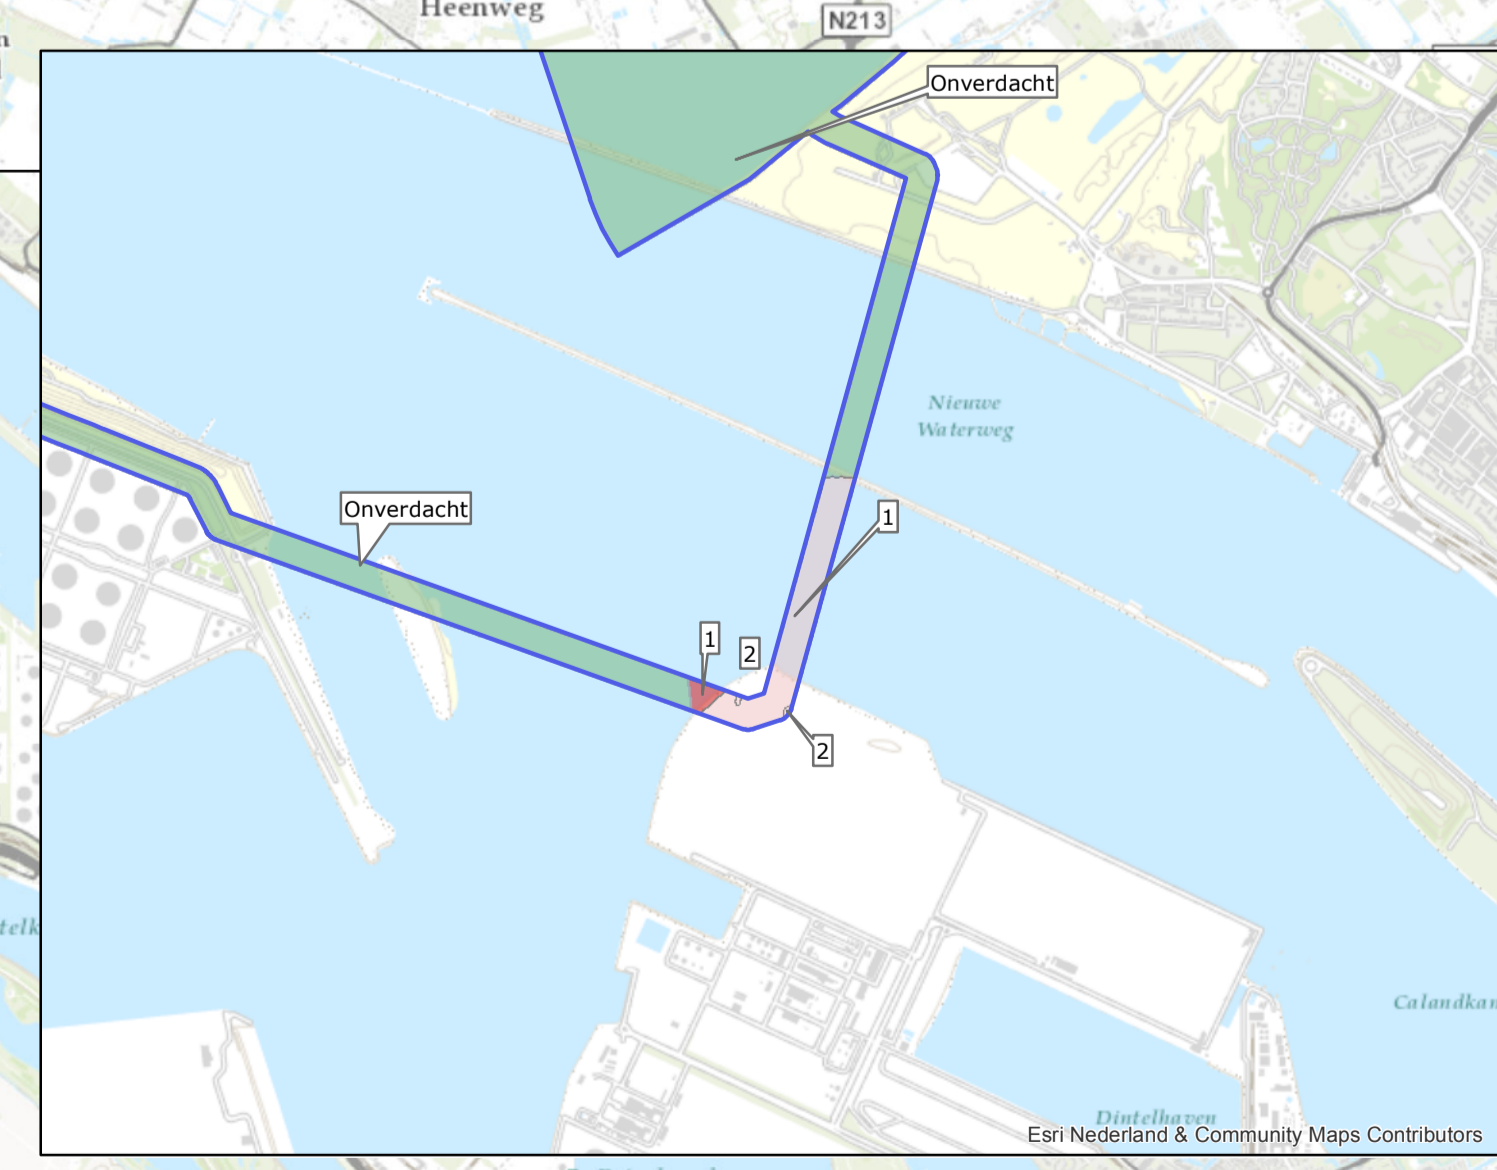 Heenweg
N213
Onverdacht
Nieuwe
Waterweg
Onverdacht
1
1
2
2
Calandkan
Dintelhaven
Esri Nederland & Community Maps Contributors